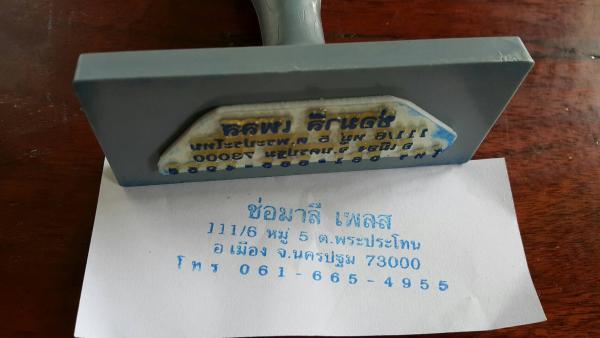 ช่อมาลี เพลส
111/6 หมู่ 5 ต.พระประโทน
อ.เมือง จ.นครปฐม 73000
โทร 061-665-4955